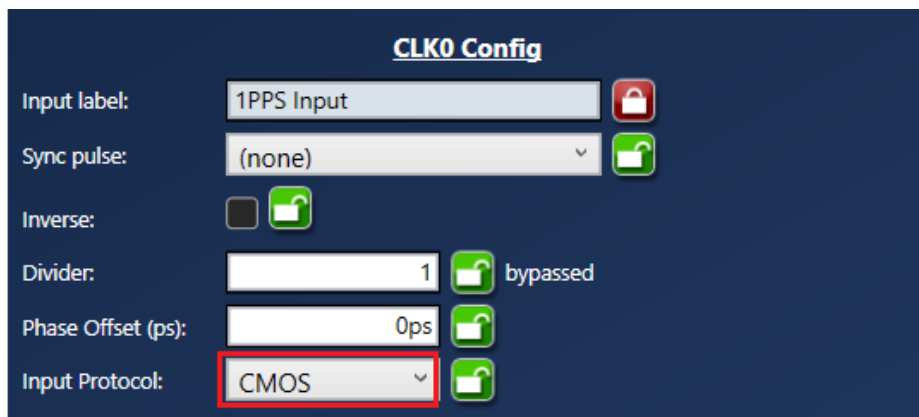 CLK0 Config
Input label: 1PPS Input
Sync pulse: (none)
Inverse:
Divider: 1 bypassed
Phase Offset (ps): 0ps
Input Protocol: CMOS